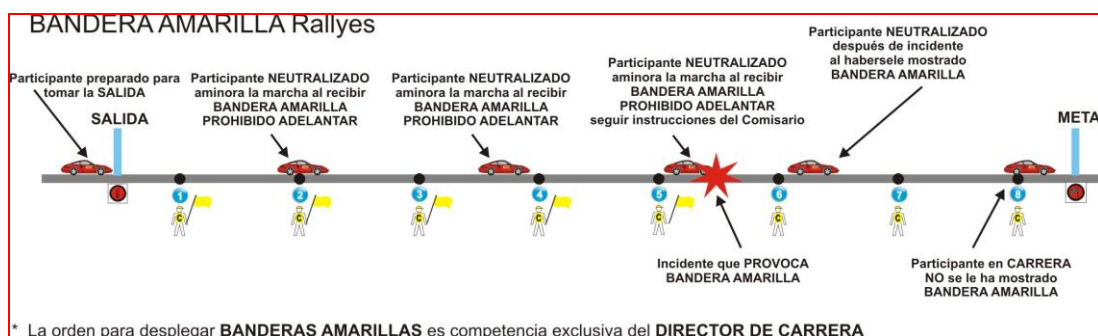 BANDERA AMARILLA Rallyes
Participante preparado para
tomar la SALIDA
SALIDA
Participante NEUTRALIZADO
aminora la marcha al recibir
BANDERA AMARILLA
PROHIBIDO ADELANTAR
Participante NEUTRALIZADO
aminora la marcha al recibir
BANDERA AMARILLA
PROHIBIDO ADELANTAR
Participante NEUTRALIZADO
aminora la marcha al recibir
BANDERA AMARILLA
PROHIBIDO ADELANTAR
seguir instrucciones del Comisario
Participante NEUTRALIZADO
después de incidente
al habersele mostrado
BANDERA AMARILLA
META
1 2 3 4 5 6 7 8
C C C C C C C C
Incidente que PROVOCA
BANDERA AMARILLA
Participante en CARRERA
NO se le ha mostrado
BANDERA AMARILLA
* La orden para desplegar BANDERAS AMARILLAS es competencia exclusiva del DIRECTOR DE CARRERA